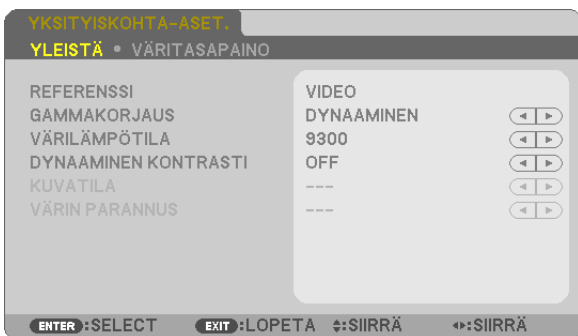 YKSITYISKOHTA-ASET.
YLEISTÄ • VÄRITASAPAINO
REFERENSSI VIDEO
GAMMAKORJAUS DYNAAMINEN
VÄRILÄMPÖTILA 9300
DYNAAMINEN KONTRASTI OFF
KUVATILA ---
VÄRIN PARANNUS ---
ENTER :SELECT EXIT :LOPETA :SIIRRÄ :SIIRRÄ